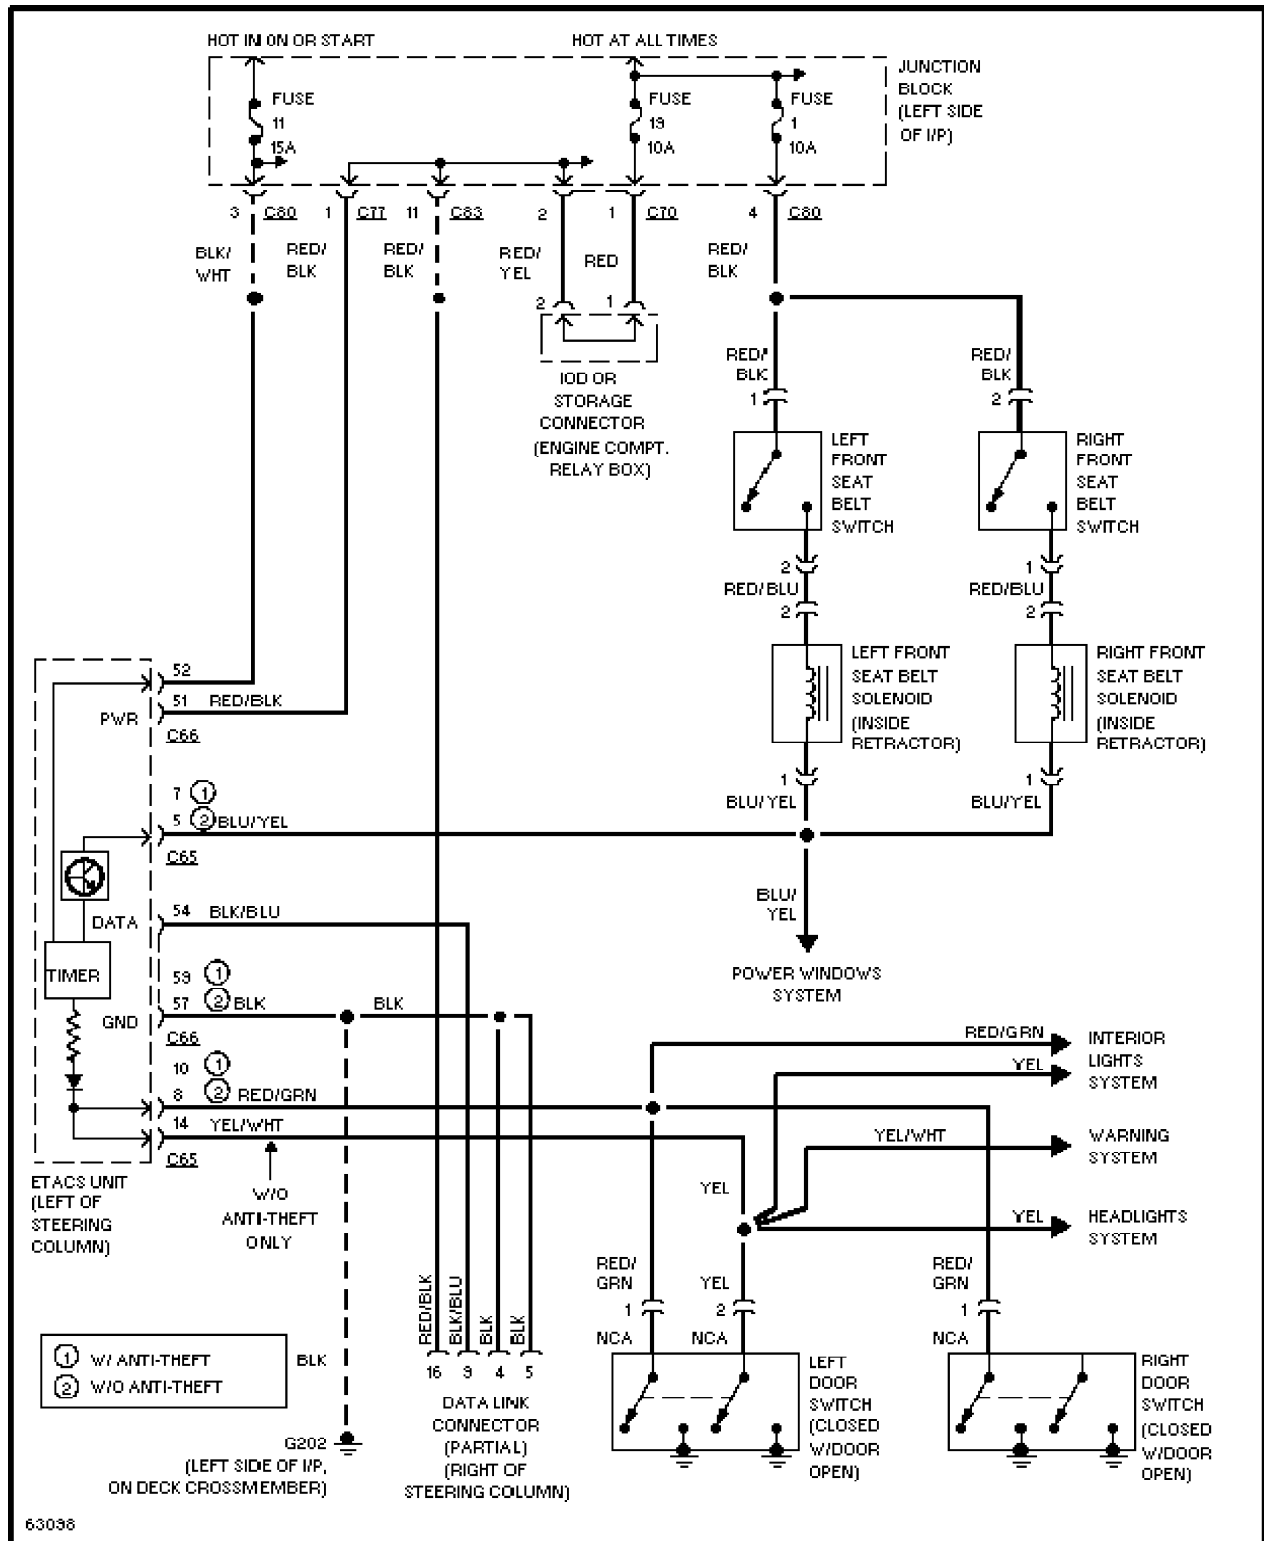 HOT IN ON OR START
HOT AT ALL TIMES
JUNCTION
BLOCK
(LEFT SIDE
OF I/P)
FUSE
11
15A
FUSE
19
10A
FUSE
1
10A
3 C80
1 C77
11 C83
2
1 C70
4 C80
BLK/
WHT
RED/
BLK
RED/
BLK
RED/
YEL
RED
RED/
BLK
2
1
IOD OR
STORAGE
CONNECTOR
(ENGINE COMPT.
RELAY BOX)
RED/
BLK
1
RED/
BLK
2
LEFT
FRONT
SEAT
BELT
SWITCH
RIGHT
FRONT
SEAT
BELT
SWITCH
2
RED/BLU
2
1
RED/BLU
2
LEFT FRONT
SEAT BELT
SOLENOID
(INSIDE
RETRACTOR)
RIGHT FRONT
SEAT BELT
SOLENOID
(INSIDE
RETRACTOR)
1
BLU/YEL
1
BLU/YEL
52
51 RED/BLK
PWR
C66
7 1
5 2 BLU/YEL
C65
BLU/
YEL
POWER WINDOWS
SYSTEM
54 BLK/BLU
DATA
TIMER
59 1
57 2 BLK
BLK
GND
C66
10 1
8 2 RED/GRN
14 YEL/WHT
C65
RED/GRN
YEL
INTERIOR
LIGHTS
SYSTEM
YEL/WHT
WARNING
SYSTEM
YEL
HEADLIGHTS
SYSTEM
ETACS UNIT
(LEFT OF
STEERING
COLUMN)
W/O
ANTI-THEFT
ONLY
YEL
RED/
GRN
1
NCA
YEL
2
NCA
RED/
GRN
1
NCA
RED/BLK
BLK/BLU
BLK
BLK
16 9 4 5
DATA LINK
CONNECTOR
(PARTIAL)
(RIGHT OF
STEERING COLUMN)
LEFT
DOOR
SWITCH
(CLOSED
W/DOOR
OPEN)
RIGHT
DOOR
SWITCH
(CLOSED
W/DOOR
OPEN)
1 W/ ANTI-THEFT
2 W/O ANTI-THEFT
BLK
G202
(LEFT SIDE OF I/P,
ON DECK CROSSMEMBER)
63098